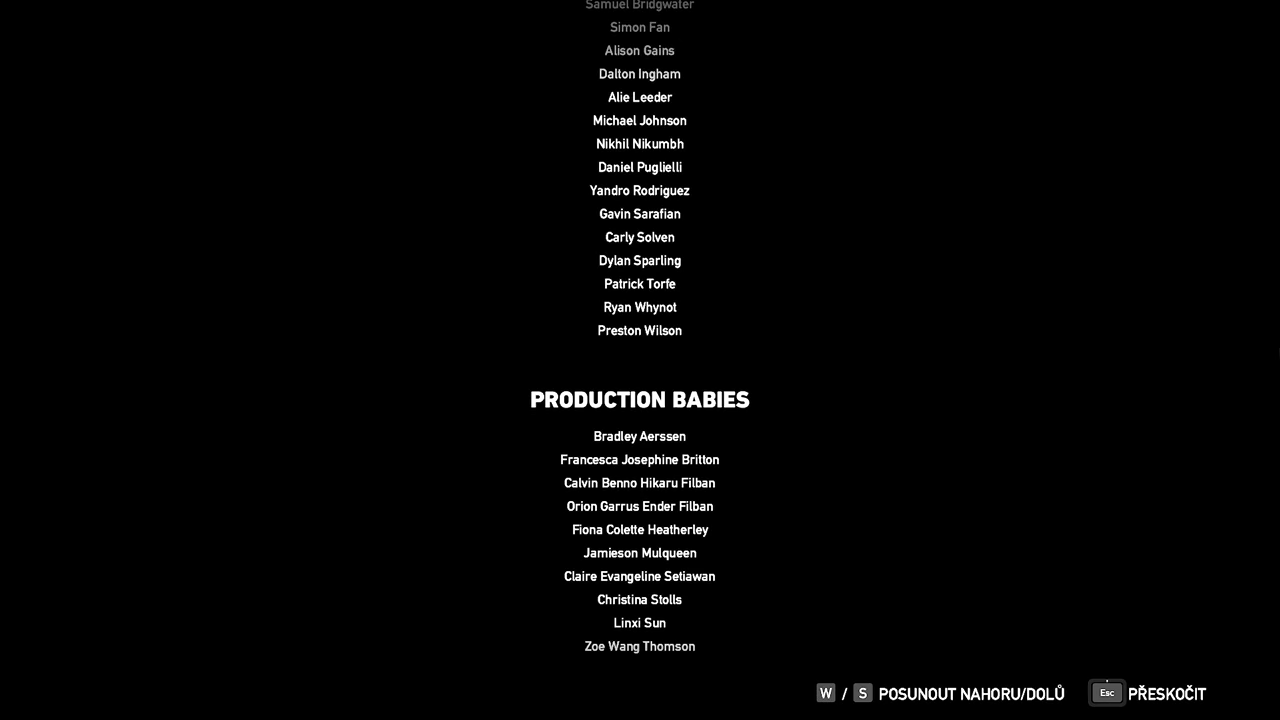 Samuel Bridgwater
Simon Fan
Alison Gains
Dalton Ingham
Alie Leeder
Michael Johnson
Nikhil Nikumbh
Daniel Puglielli
Yandro Rodriguez
Gavin Sarafian
Carly Solven
Dylan Sparling
Patrick Torfe
Ryan Whynot
Preston Wilson
PRODUCTION BABIES
Bradley Aerssen
Francesca Josephine Britton
Calvin Benno Hikaru Filban
Orion Garrus Ender Filban
Fiona Colette Heatherley
Jamieson Mulqueen
Claire Evangeline Setiawan
Christina Stolls
Linxi Sun
Zoe Wang Thomson
W / S POSUNOUT NAHORU/DOLŮ Esc PŘESKOČIT